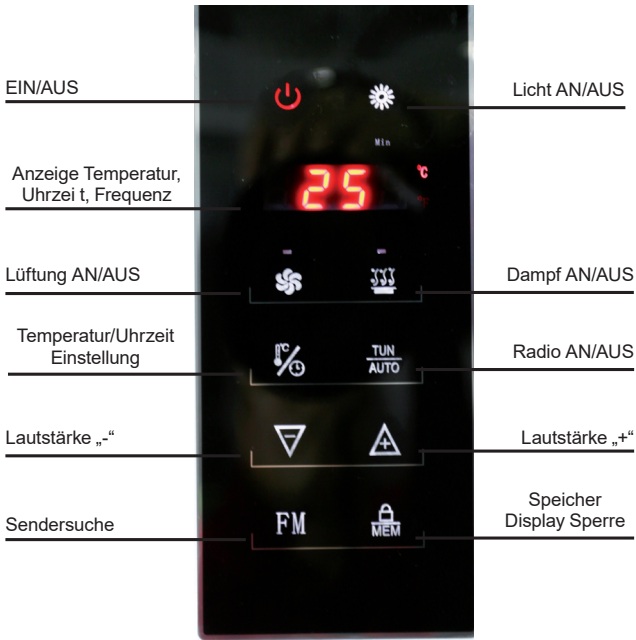 EIN/AUS
Licht AN/AUS
Min
Anzeige Temperatur,
Uhrzei t, Frequenz
25
℃
Lüftung AN/AUS
Dampf AN/AUS
Temperatur/Uhrzeit
Einstellung
℃
TUN
AUTO
Radio AN/AUS
Lautstärke „-“
Lautstärke „+“
Sendersuche
FM
MEM
Speicher
Display Sperre